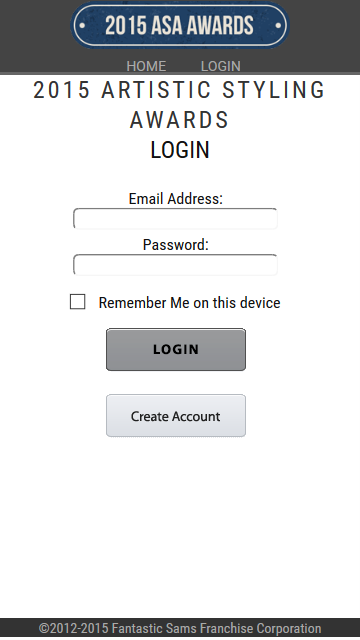 2015 ASA AWARDS
HOME LOGIN
2015 ARTISTIC STYLING
AWARDS
LOGIN
Email Address:
Password:
Remember Me on this device
LOGIN
Create Account
©2012-2015 Fantastic Sams Franchise Corporation